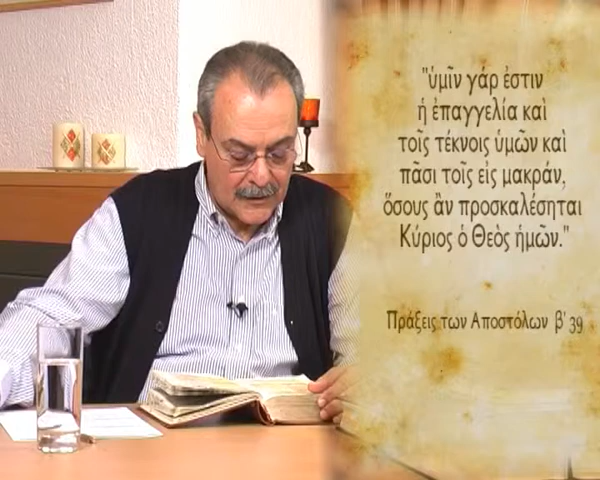 "ὑμῖν γάρ ἐστιν
ἡ ἐπαγγελία καὶ
τοῖς τέκνοις ὑμῶν καὶ
πᾶσι τοῖς εἰς μακράν,
ὅσους ἂν προσκαλέσηται
Κύριος ὁ Θεὸς ἡμῶν."
Πράξεις των Αποστόλων β' 39